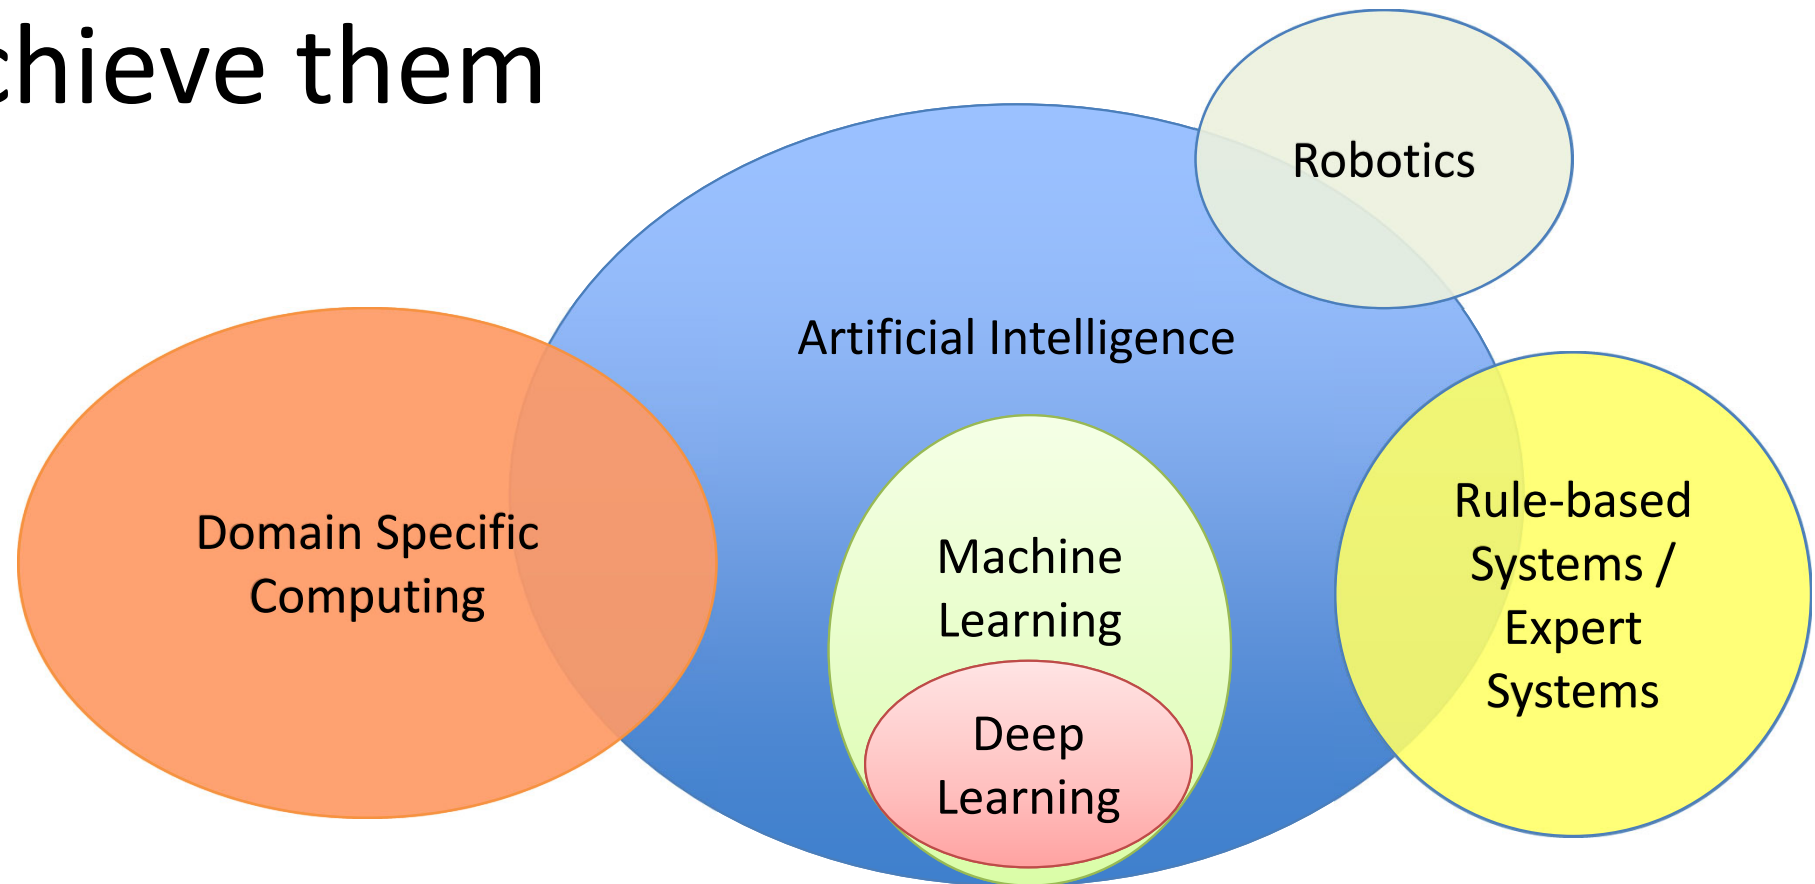 chieve them
Robotics
Artificial Intelligence
Domain Specific
Computing
Machine
Learning
Deep
Learning
Rule-based
Systems /
Expert
Systems